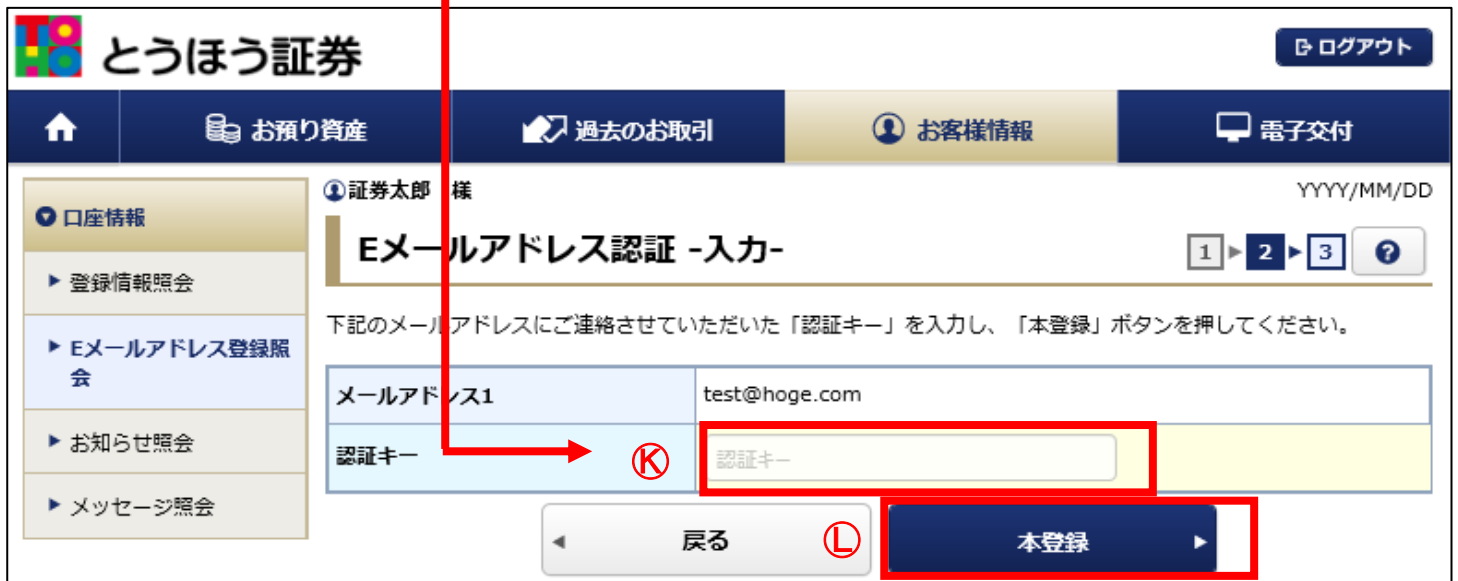 TOHO とうほう証券
ログアウト
お預り資産
過去のお取引
お客様情報
電子交付
口座情報
登録情報照会
Eメールアドレス登録照
会
お知らせ照会
メッセージ照会
証券太郎 様
YYYY/MM/DD
Eメールアドレス認証 -入力-
1 2 3 ?
下記のメールアドレスにご連絡させていただいた「認証キー」を入力し、「本登録」ボタンを押してください。
メールアドレス1
test@hoge.com
認証キー
Ⓚ
認証キー
戻る
Ⓛ
本登録